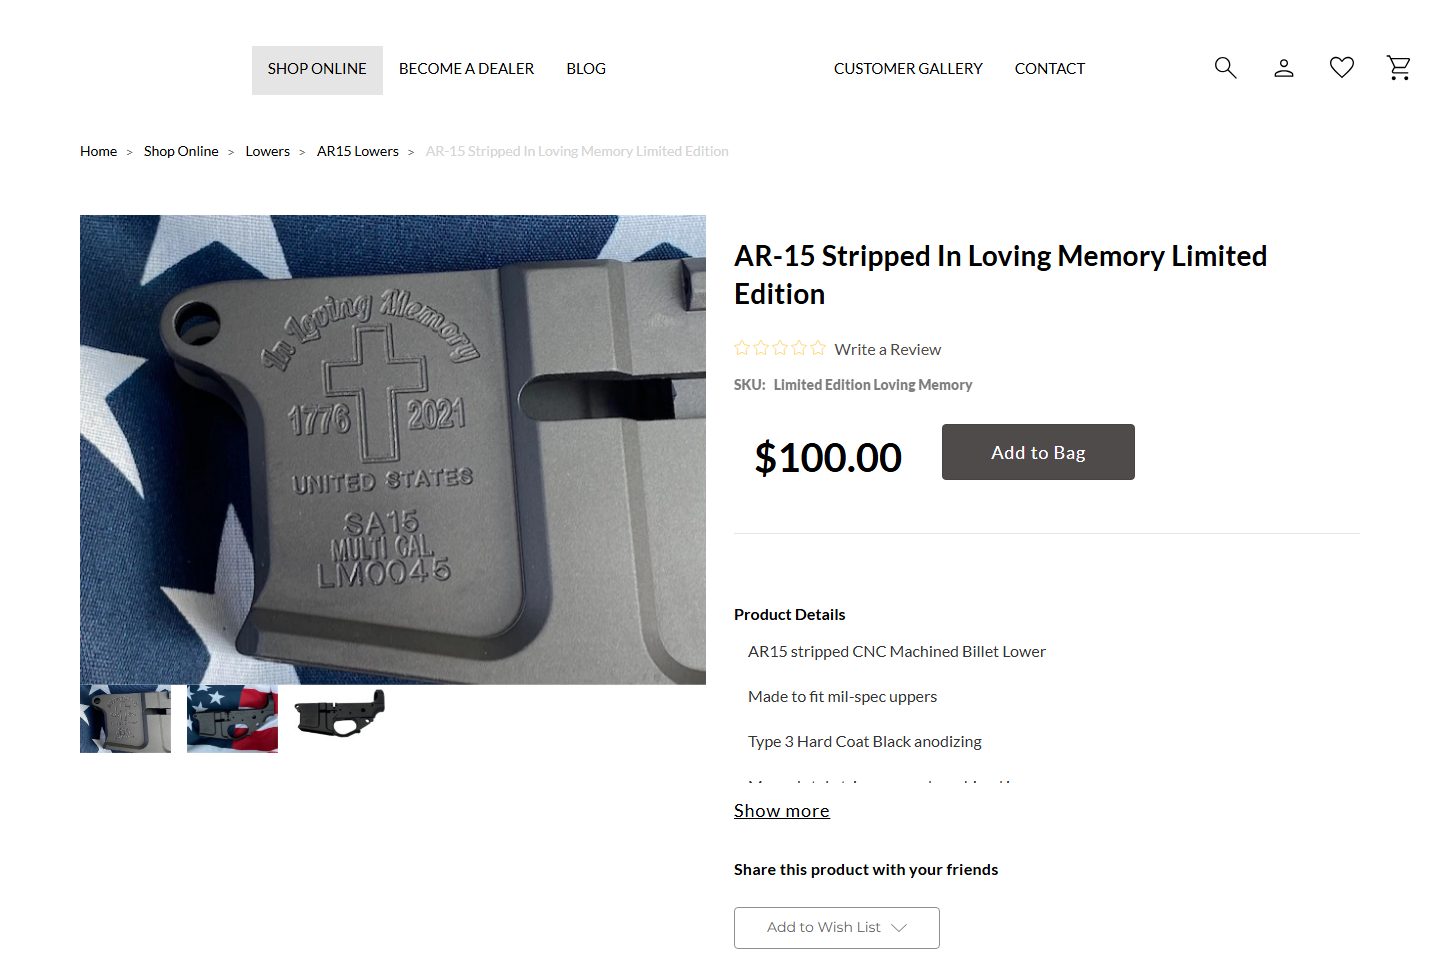 SHOP ONLINE BECOME A DEALER BLOG CUSTOMER GALLERY CONTACT
Home > Shop Online > Lowers > AR15 Lowers > AR-15 Stripped In Loving Memory Limited Edition
In Loving Memory
1776 2021
UNITED STATES
SA15
MULTI CAL
LM0045
AR-15 Stripped In Loving Memory Limited
Edition
Write a Review
SKU: Limited Edition Loving Memory
$100.00 Add to Bag
Product Details
AR15 stripped CNC Machined Billet Lower
Made to fit mil-spec uppers
Type 3 Hard Coat Black anodizing
Show more
Share this product with your friends
Add to Wish List